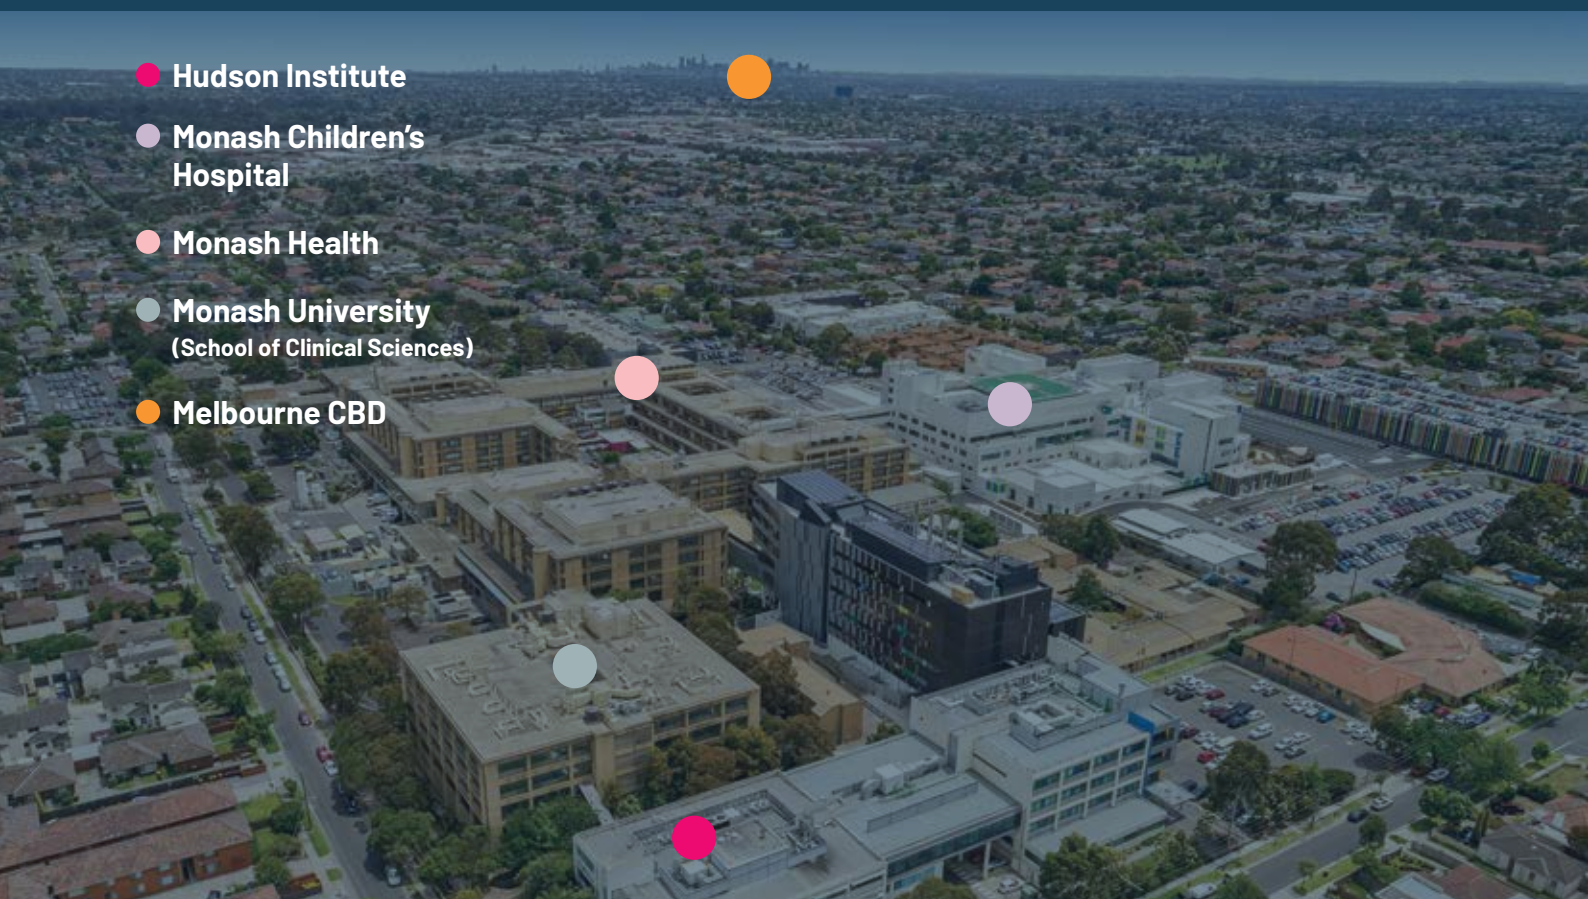 Hudson Institute
Monash Children’s
Hospital
Monash Health
Monash University
(School of Clinical Sciences)
Melbourne CBD